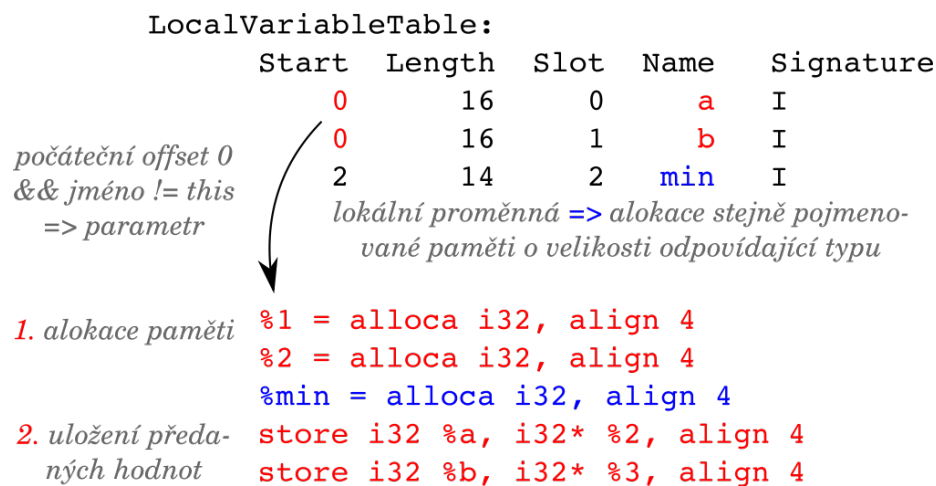 LocalVariableTable:
Start Length Slot Name Signature
0 16 0 a I
0 16 1 b I
2 14 2 min I
počáteční offset 0
&& jméno != this
=> parametr
lokální proměnná => alokace stejně pojmeno-
vané paměti o velikosti odpovídající typu
1. alokace paměti
%1 = alloca i32, align 4
%2 = alloca i32, align 4
%min = alloca i32, align 4
2. uložení předa-
ných hodnot
store i32 %a, i32* %2, align 4
store i32 %b, i32* %3, align 4